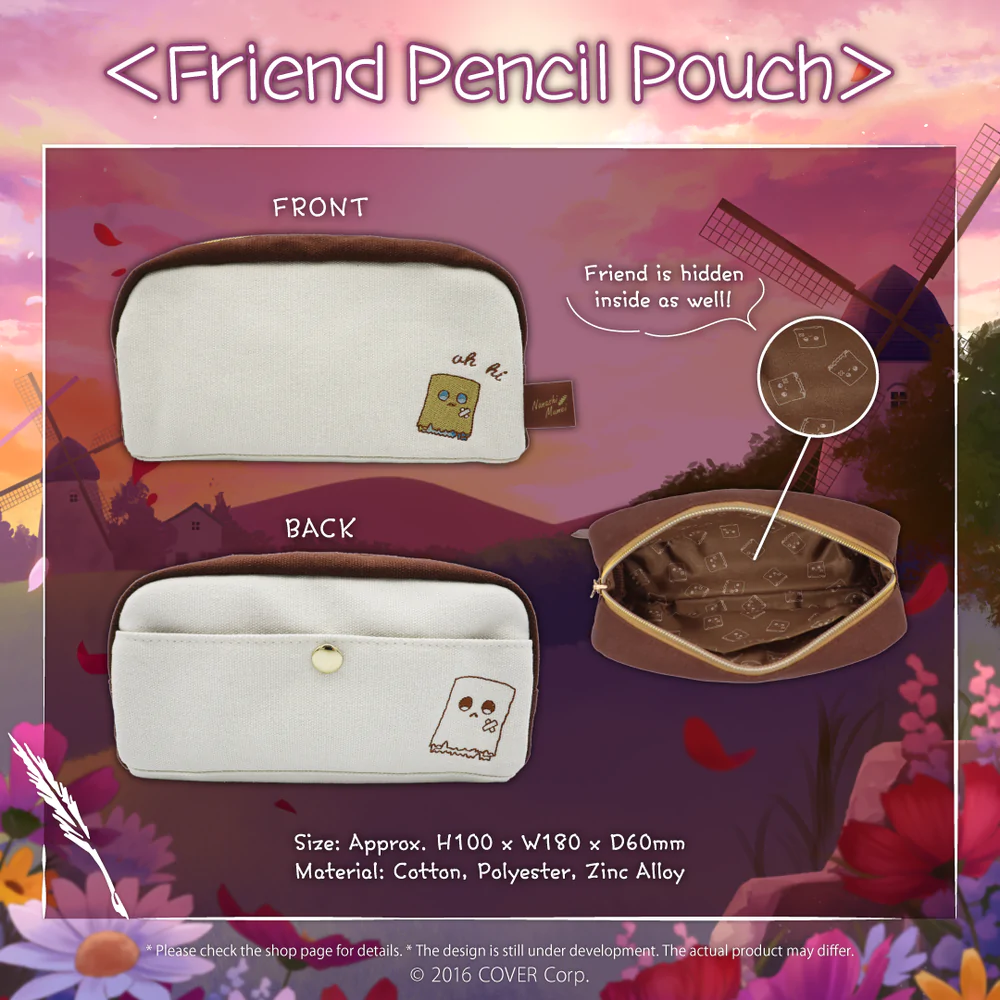 <Friend Pencil Pouch>
FRONT
Friend is hidden
inside as well!
oh hi
Nanashi
Mumei
BACK
Size: Approx. H100 x W180 x D60mm
Material: Cotton, Polyester, Zinc Alloy
* Please check the shop page for details. * The design is still under development. The actual product may differ.
© 2016 COVER Corp.